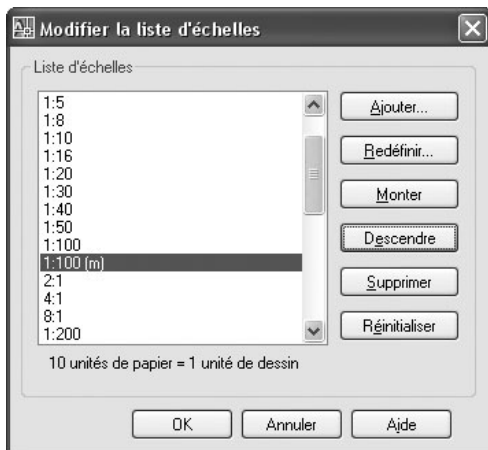 Modifier la liste d'échelles
Liste d'échelles
1:5
1:8
1:10
1:16
1:20
1:30
1:40
1:50
1:100
1:100 (m)
2:1
4:1
8:1
1:200
Ajouter...
Redéfinir...
Monter
Descendre
Supprimer
Réinitialiser
10 unités de papier = 1 unité de dessin
OK
Annuler
Aide